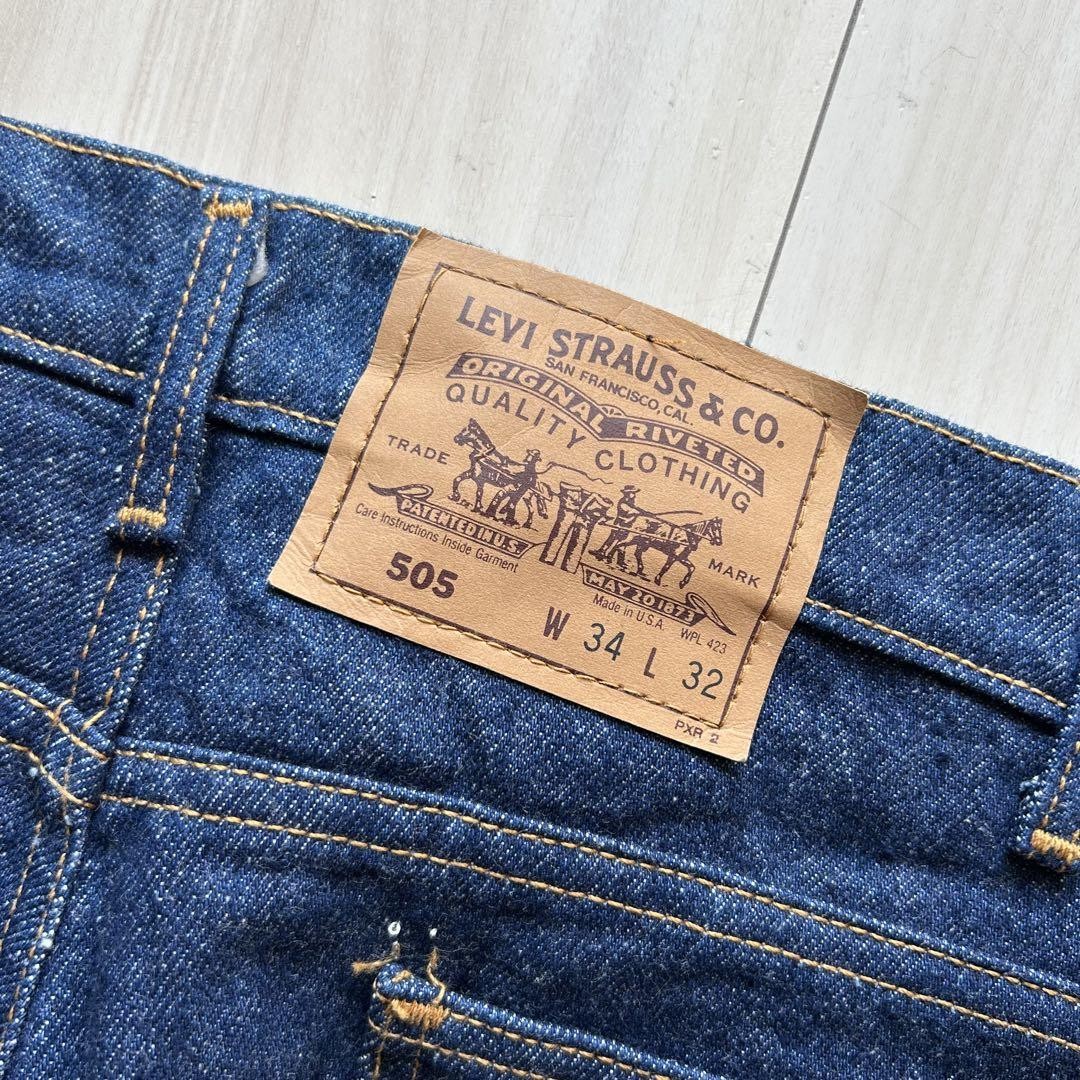 LEVI STRAUSS & CO.
SAN FRANCISCO, CAL.
ORIGINAL RIVETED
QUALITY CLOTHING
TRADE MARK
PATENTED IN U.S.
MAY 20 1873
Care Instructions Inside Garment
Made in U.S.A. WPL 423
505
W 34 L 32
PXR 2